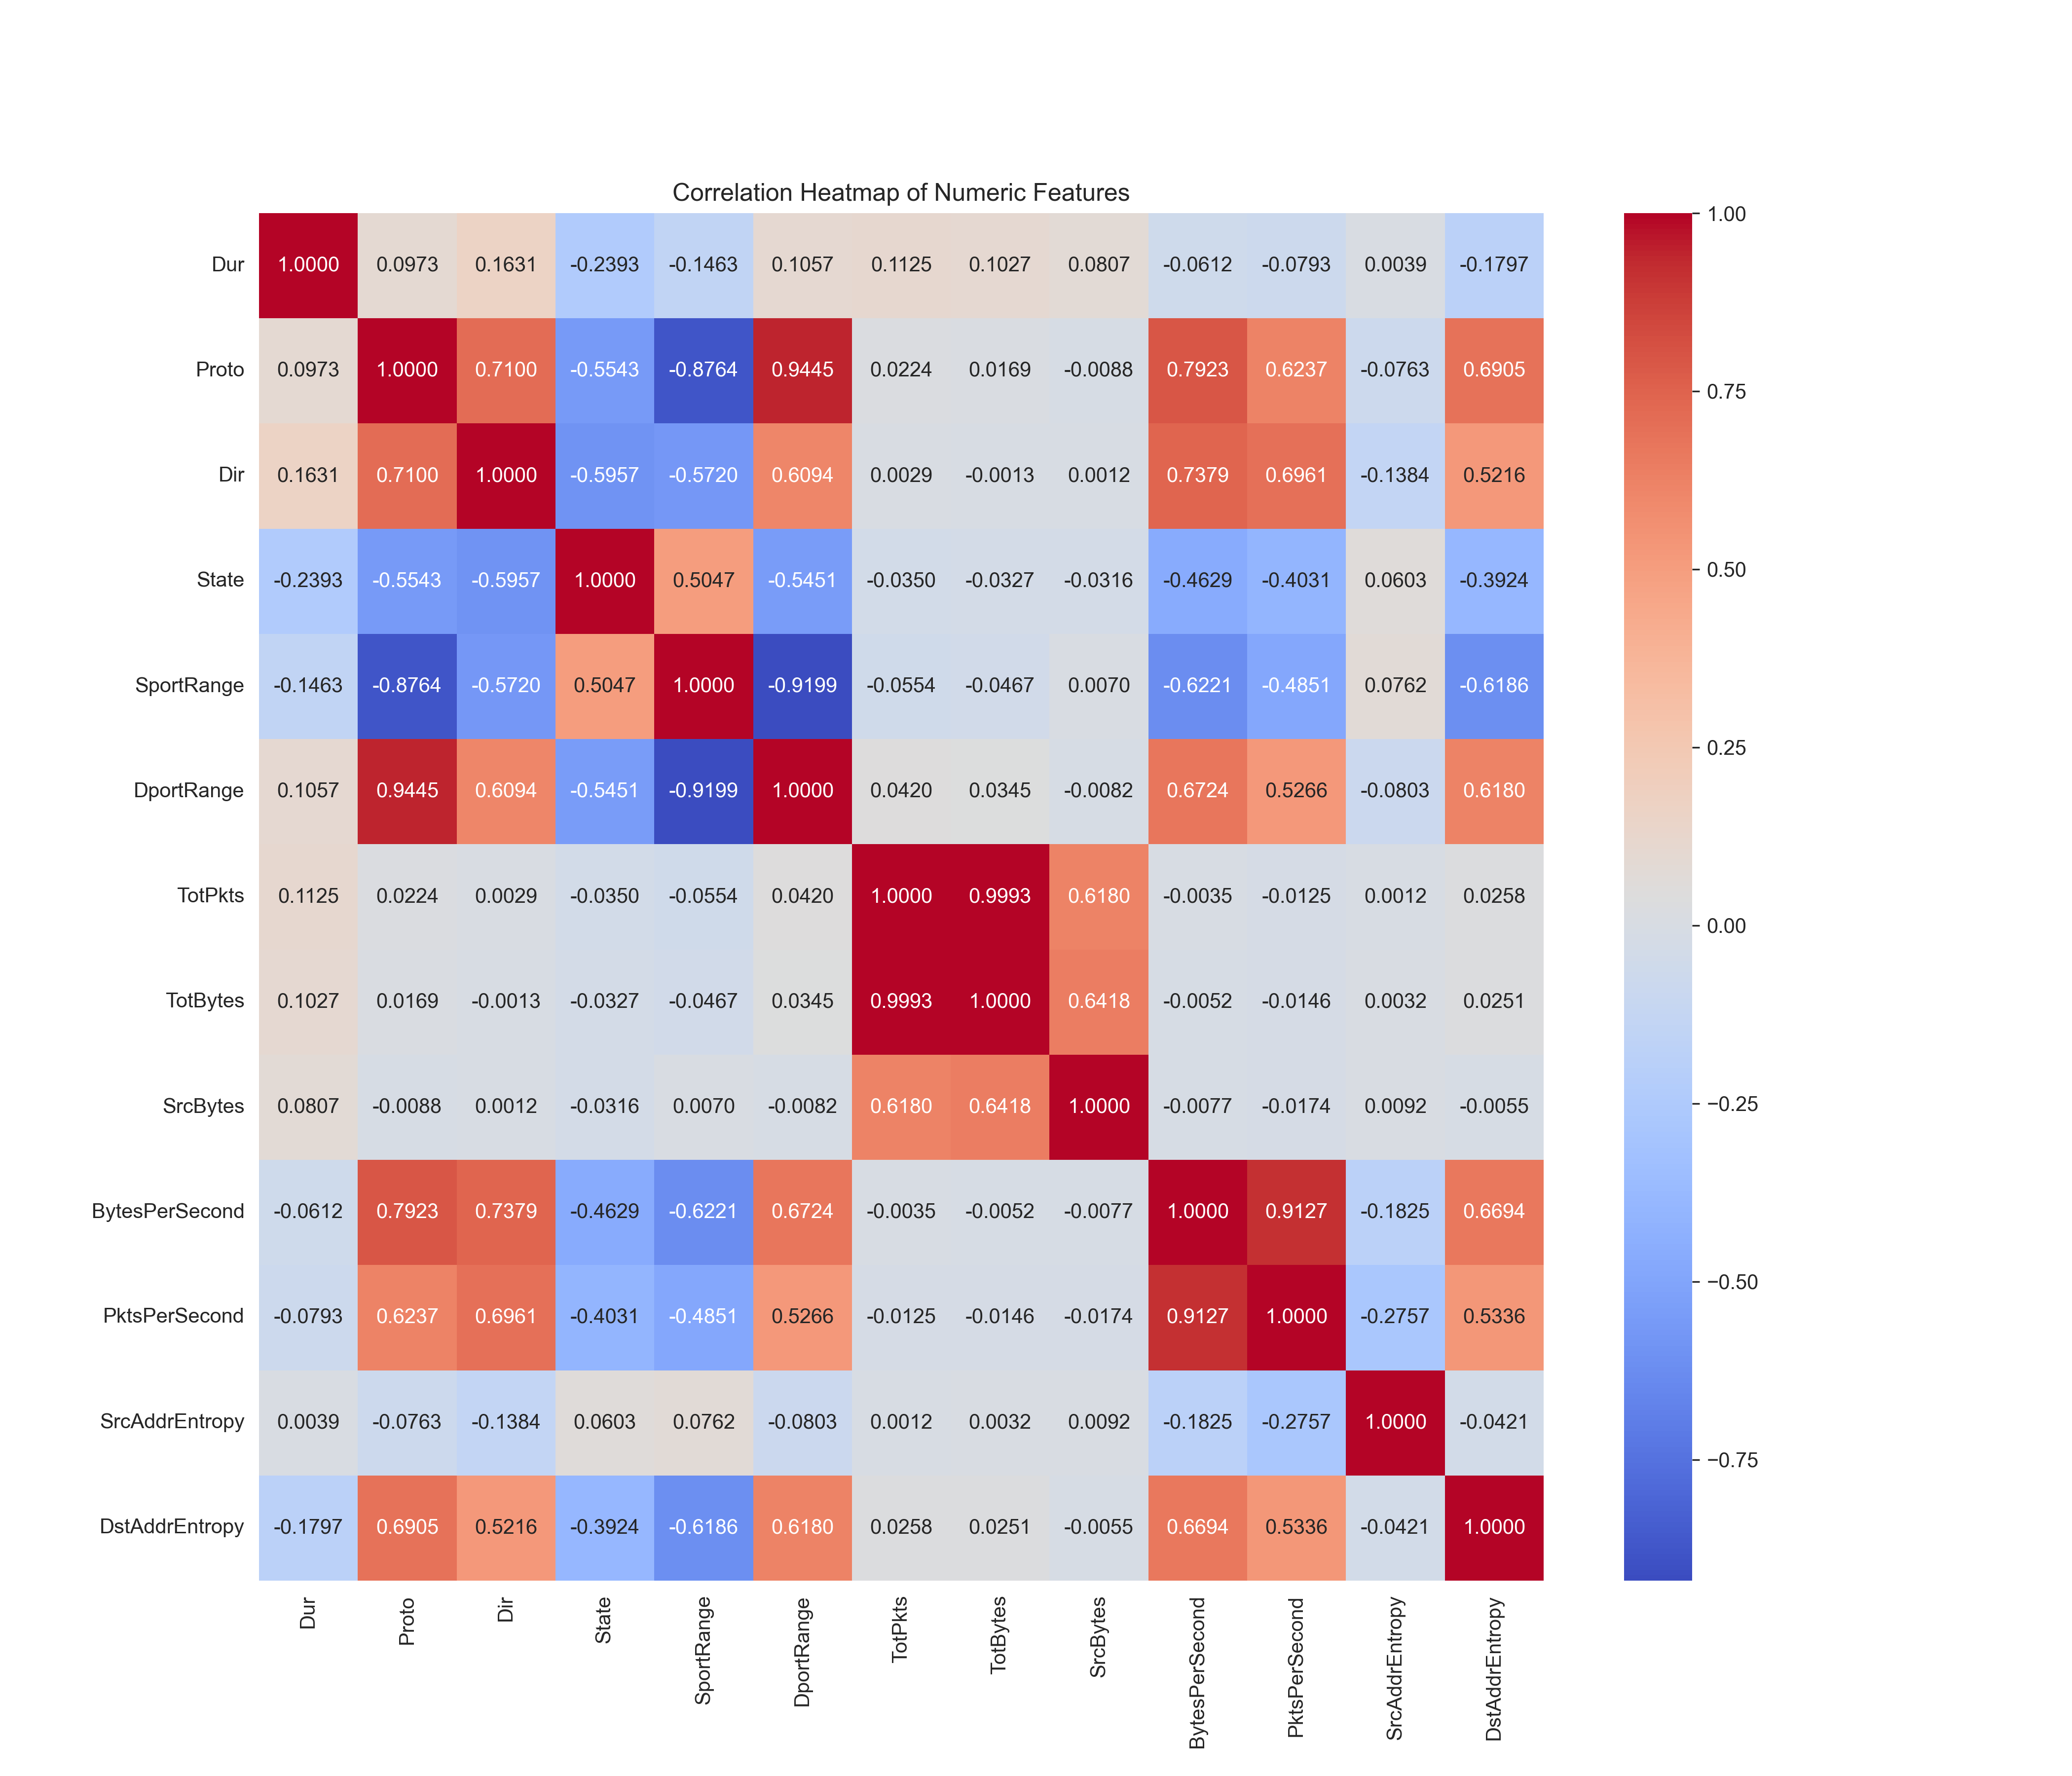 Correlation Heatmap of Numeric Features
Dur 1.0000 0.0973 0.1631 -0.2393 -0.1463 0.1057 0.1125 0.1027 0.0807 -0.0612 -0.0793 0.0039 -0.1797
Proto 0.0973 1.0000 0.7100 -0.5543 -0.8764 0.9445 0.0224 0.0169 -0.0088 0.7923 0.6237 -0.0763 0.6905
Dir 0.1631 0.7100 1.0000 -0.5957 -0.5720 0.6094 0.0029 -0.0013 0.0012 0.7379 0.6961 -0.1384 0.5216
State -0.2393 -0.5543 -0.5957 1.0000 0.5047 -0.5451 -0.0350 -0.0327 -0.0316 -0.4629 -0.4031 0.0603 -0.3924
SportRange -0.1463 -0.8764 -0.5720 0.5047 1.0000 -0.9199 -0.0554 -0.0467 0.0070 -0.6221 -0.4851 0.0762 -0.6186
DportRange 0.1057 0.9445 0.6094 -0.5451 -0.9199 1.0000 0.0420 0.0345 -0.0082 0.6724 0.5266 -0.0803 0.6180
TotPkts 0.1125 0.0224 0.0029 -0.0350 -0.0554 0.0420 1.0000 0.9993 0.6180 -0.0035 -0.0125 0.0012 0.0258
TotBytes 0.1027 0.0169 -0.0013 -0.0327 -0.0467 0.0345 0.9993 1.0000 0.6418 -0.0052 -0.0146 0.0032 0.0251
SrcBytes 0.0807 -0.0088 0.0012 -0.0316 0.0070 -0.0082 0.6180 0.6418 1.0000 -0.0077 -0.0174 0.0092 -0.0055
BytesPerSecond -0.0612 0.7923 0.7379 -0.4629 -0.6221 0.6724 -0.0035 -0.0052 -0.0077 1.0000 0.9127 -0.1825 0.6694
PktsPerSecond -0.0793 0.6237 0.6961 -0.4031 -0.4851 0.5266 -0.0125 -0.0146 -0.0174 0.9127 1.0000 -0.2757 0.5336
SrcAddrEntropy 0.0039 -0.0763 -0.1384 0.0603 0.0762 -0.0803 0.0012 0.0032 0.0092 -0.1825 -0.2757 1.0000 -0.0421
DstAddrEntropy -0.1797 0.6905 0.5216 -0.3924 -0.6186 0.6180 0.0258 0.0251 -0.0055 0.6694 0.5336 -0.0421 1.0000
Dur
Proto
Dir
State
SportRange
DportRange
TotPkts
TotBytes
SrcBytes
BytesPerSecond
PktsPerSecond
SrcAddrEntropy
DstAddrEntropy
1.00
0.75
0.50
0.25
0.00
−0.25
−0.50
−0.75